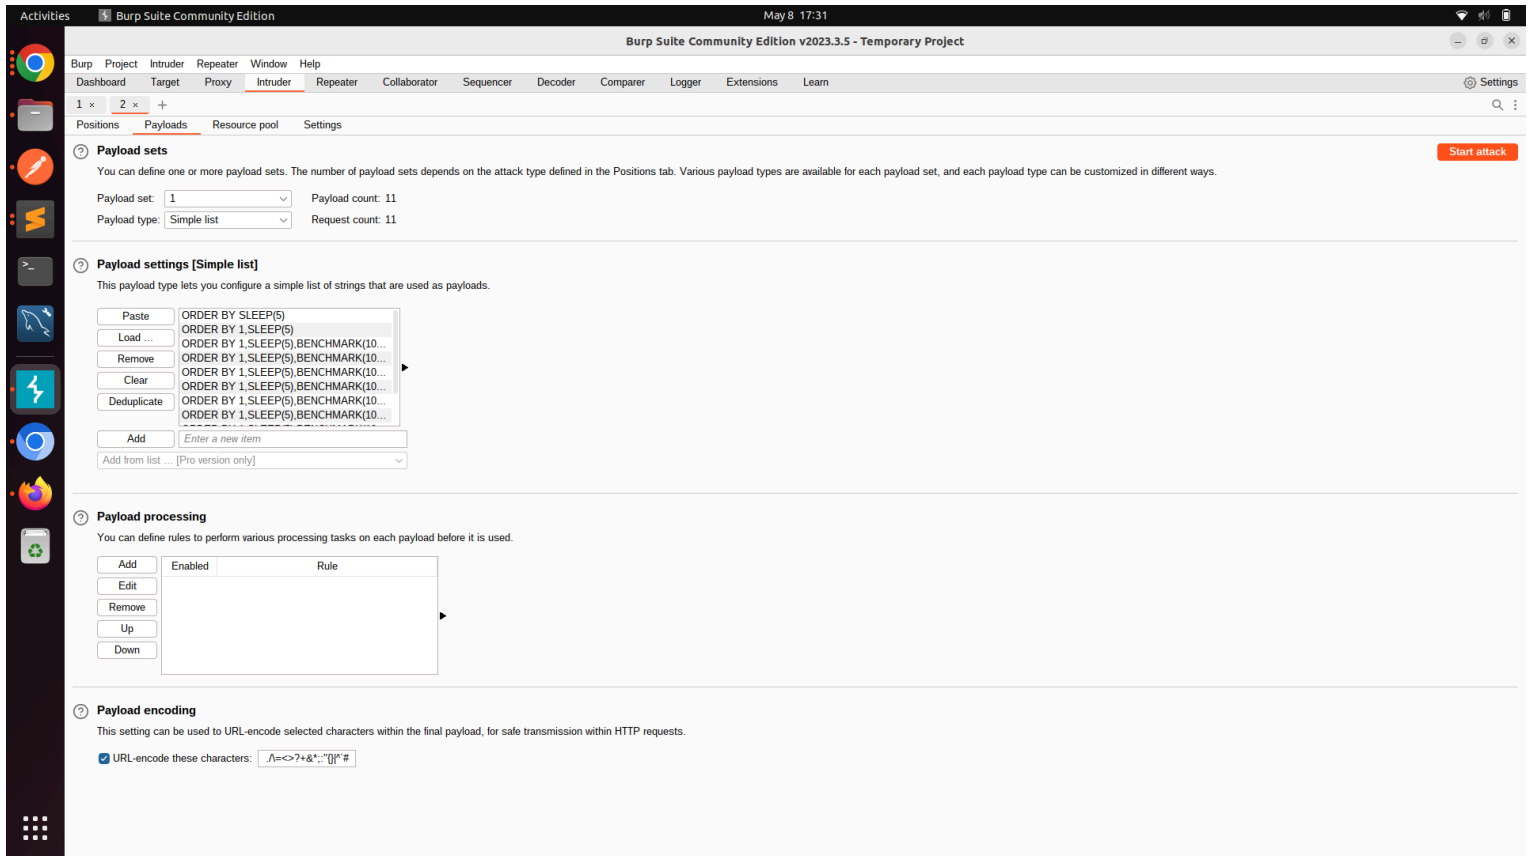 Activities Burp Suite Community Edition May 8 17:31
Burp Suite Community Edition v2023.3.5 - Temporary Project
Burp Project Intruder Repeater Window Help
Dashboard Target Proxy Intruder Repeater Collaborator Sequencer Decoder Comparer Logger Extensions Learn Settings
1 × 2 × +
Positions Payloads Resource pool Settings
? Payload sets Start attack
You can define one or more payload sets. The number of payload sets depends on the attack type defined in the Positions tab. Various payload types are available for each payload set, and each payload type can be customized in different ways.
Payload set: 1 Payload count: 11
Payload type: Simple list Request count: 11
? Payload settings [Simple list]
This payload type lets you configure a simple list of strings that are used as payloads.
Paste ORDER BY SLEEP(5)
ORDER BY 1,SLEEP(5)
Load ... ORDER BY 1,SLEEP(5),BENCHMARK(10...
Remove ORDER BY 1,SLEEP(5),BENCHMARK(10...
ORDER BY 1,SLEEP(5),BENCHMARK(10...
Clear ORDER BY 1,SLEEP(5),BENCHMARK(10...
Deduplicate ORDER BY 1,SLEEP(5),BENCHMARK(10...
ORDER BY 1,SLEEP(5),BENCHMARK(10...
Add Enter a new item
Add from list ... [Pro version only]
? Payload processing
You can define rules to perform various processing tasks on each payload before it is used.
Add Enabled Rule
Edit
Remove
Up
Down
? Payload encoding
This setting can be used to URL-encode selected characters within the final payload, for safe transmission within HTTP requests.
URL-encode these characters: ./\=<>?+&*;:"{}|^`#